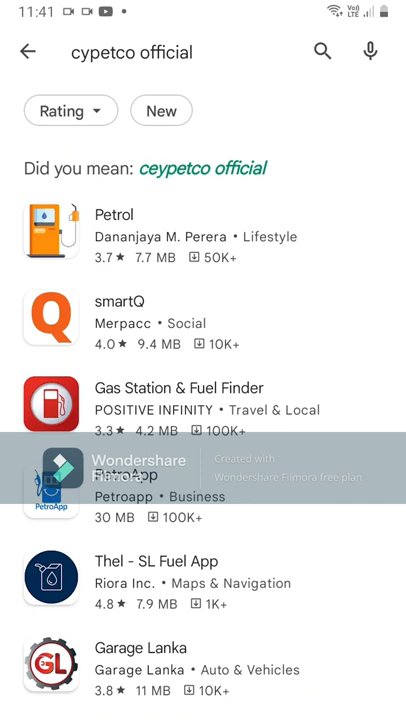 11:41
Vo))
LTE
cypetco official
Rating
New
Did you mean: ceypetco official
Petrol
Dananjaya M. Perera • Lifestyle
3.7★ 7.7 MB 50K+
smartQ
Merpacc • Social
4.0★ 9.4 MB 10K+
Gas Station & Fuel Finder
POSITIVE INFINITY • Travel & Local
3.3★ 4.2 MB 100K+
PetroApp
Wondershare
Filmora
Created with
Wondershare Filmora free plan
PetroApp
Petroapp • Business
30 MB 100K+
Thel - SL Fuel App
Riora Inc. • Maps & Navigation
4.8★ 7.9 MB 1K+
GL
Garage Lanka
Garage Lanka • Auto & Vehicles
3.8★ 11 MB 10K+